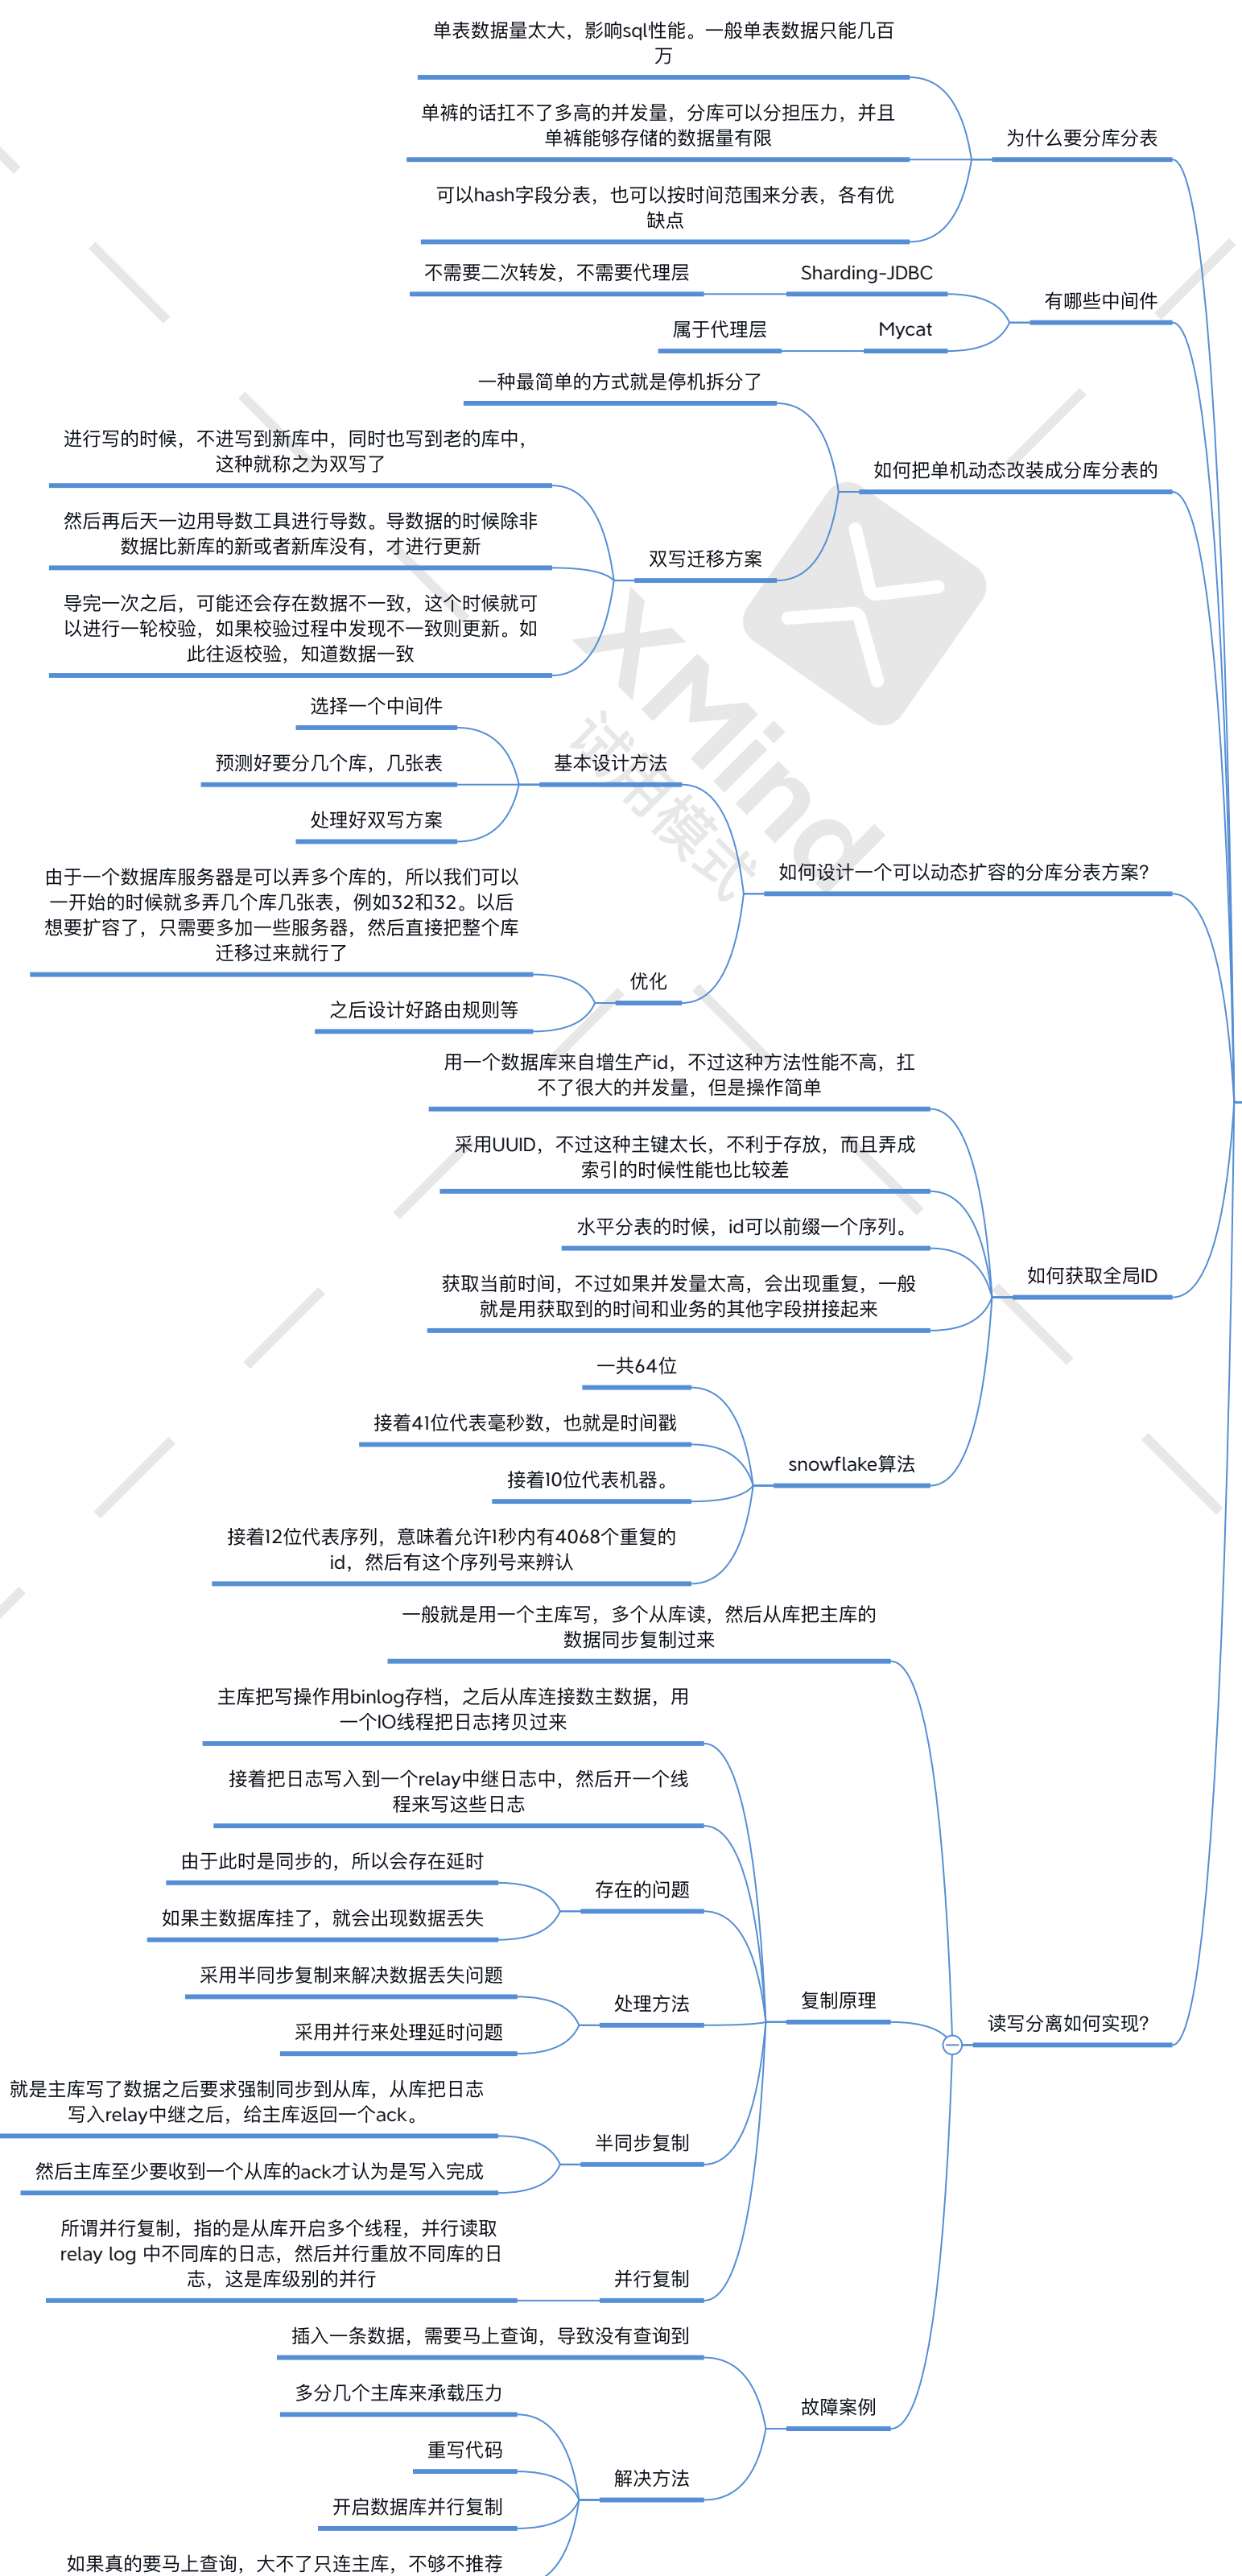 单表数据量太大，影响sql性能。一般单表数据只能几百
万
单裤的话扛不了多高的并发量，分库可以分担压力，并且
单裤能够存储的数据量有限
为什么要分库分表
可以hash字段分表，也可以按时间范围来分表，各有优
缺点
不需要二次转发，不需要代理层
Sharding-JDBC
有哪些中间件
属于代理层
Mycat
一种最简单的方式就是停机拆分了
进行写的时候，不进写到新库中，同时也写到老的库中，
这种就称之为双写了
如何把单机动态改装成分库分表的
然后再后天一边用导数工具进行导数。导数据的时候除非
数据比新库的新或者新库没有，才进行更新
双写迁移方案
导完一次之后，可能还会存在数据不一致，这个时候就可
以进行一轮校验，如果校验过程中发现不一致则更新。如
此往返校验，知道数据一致
选择一个中间件
预测好要分几个库，几张表
基本设计方法
处理好双写方案
如何设计一个可以动态扩容的分库分表方案？
由于一个数据库服务器是可以弄多个库的，所以我们可以
一开始的时候就多弄几个库几张表，例如32和32。以后
想要扩容了，只需要多加一些服务器，然后直接把整个库
迁移过来就行了
优化
之后设计好路由规则等
用一个数据库来自增生产id，不过这种方法性能不高，扛
不了很大的并发量，但是操作简单
采用UUID，不过这种主键太长，不利于存放，而且弄成
索引的时候性能也比较差
水平分表的时候，id可以前缀一个序列。
如何获取全局ID
获取当前时间，不过如果并发量太高，会出现重复，一般
就是用获取到的时间和业务的其他字段拼接起来
一共64位
接着41位代表毫秒数，也就是时间戳
snowflake算法
接着10位代表机器。
接着12位代表序列，意味着允许1秒内有4068个重复的
id，然后有这个序列号来辨认
一般就是用一个主库写，多个从库读，然后从库把主库的
数据同步复制过来
主库把写操作用binlog存档，之后从库连接数主数据，用
一个IO线程把日志拷贝过来
接着把日志写入到一个relay中继日志中，然后开一个线
程来写这些日志
由于此时是同步的，所以会存在延时
存在的问题
如果主数据库挂了，就会出现数据丢失
采用半同步复制来解决数据丢失问题
处理方法
复制原理
读写分离如何实现？
采用并行来处理延时问题
就是主库写了数据之后要求强制同步到从库，从库把日志
写入relay中继之后，给主库返回一个ack。
半同步复制
然后主库至少要收到一个从库的ack才认为是写入完成
所谓并行复制，指的是从库开启多个线程，并行读取
relay log 中不同库的日志，然后并行重放不同库的日
志，这是库级别的并行
并行复制
插入一条数据，需要马上查询，导致没有查询到
多分几个主库来承载压力
故障案例
重写代码
解决方法
开启数据库并行复制
如果真的要马上查询，大不了只连主库，不够不推荐
XMind
试用模式